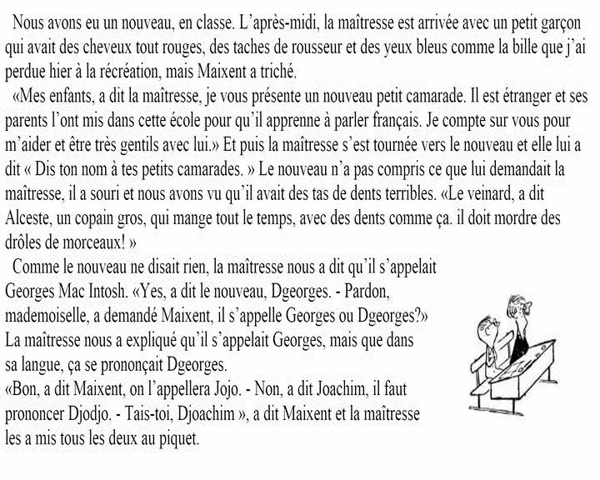 Nous avons eu un nouveau, en classe. L'après-midi, la maîtresse est arrivée avec un petit garçon
qui avait des cheveux tout rouges, des taches de rousseur et des yeux bleus comme la bille que j'ai
perdue hier à la récréation, mais Maixent a triché.
«Mes enfants, a dit la maîtresse, je vous présente un nouveau petit camarade. Il est étranger et ses
parents l'ont mis dans cette école pour qu'il apprenne à parler français. Je compte sur vous pour
m'aider et être très gentils avec lui.» Et puis la maîtresse s'est tournée vers le nouveau et elle lui a
dit « Dis ton nom à tes petits camarades. » Le nouveau n'a pas compris ce que lui demandait la
maîtresse, il a souri et nous avons vu qu'il avait des tas de dents terribles. «Le veinard, a dit
Alceste, un copain gros, qui mange tout le temps, avec des dents comme ça. il doit mordre des
drôles de morceaux! »
Comme le nouveau ne disait rien, la maîtresse nous a dit qu'il s'appelait
Georges Mac Intosh. «Yes, a dit le nouveau, Dgeorges. - Pardon,
mademoiselle, a demandé Maixent, il s'appelle Georges ou Dgeorges?»
La maîtresse nous a expliqué qu'il s'appelait Georges, mais que dans
sa langue, ça se prononçait Dgeorges.
«Bon, a dit Maixent, on l'appellera Jojo. - Non, a dit Joachim, il faut
prononcer Djodjo. - Tais-toi, Djoachim », a dit Maixent et la maîtresse
les a mis tous les deux au piquet.